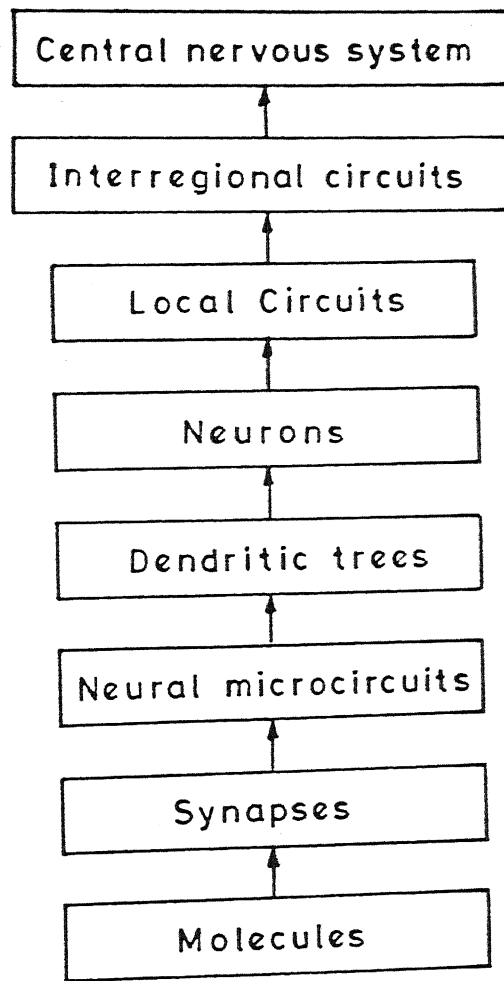 Central nervous system
Interregional circuits
Local Circuits
Neurons
Dendritic trees
Neural microcircuits
Synapses
Molecules